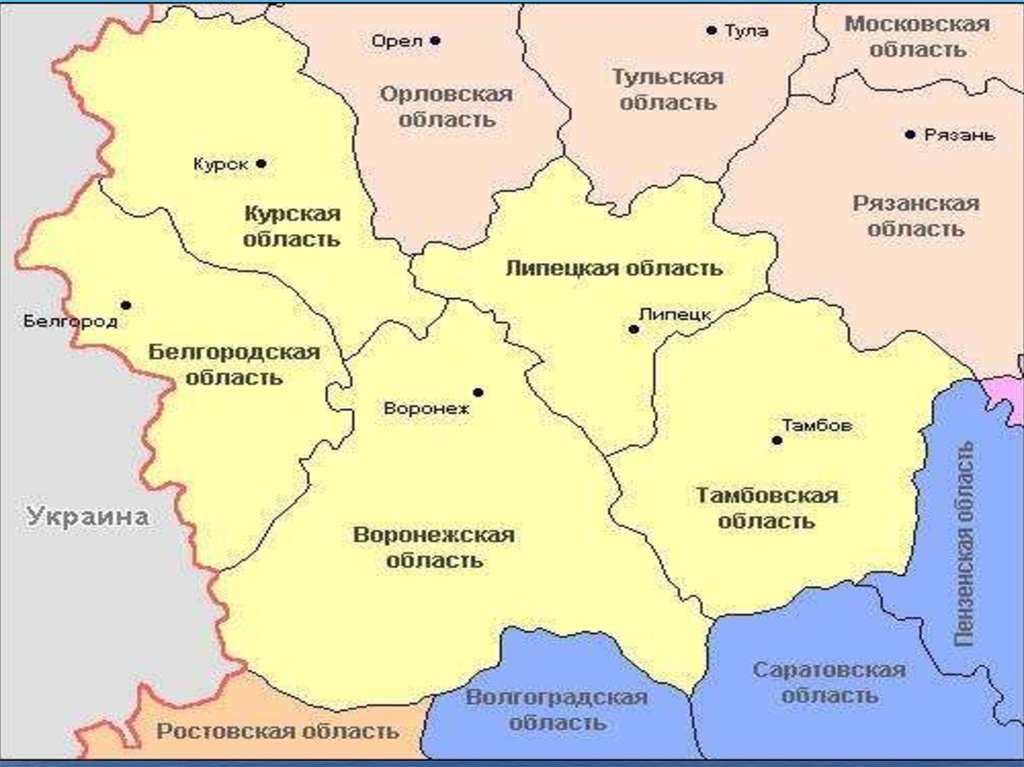 Московская
область
Орел
Тула
Тульская
область
Орловская
область
Рязань
Курск
Рязанская
область
Курская
область
Липецкая область
Липецк
Белгород
Белгородская
область
Воронеж
Тамбов
Тамбовская
область
Украина
Воронежская
область
Пензенская область
Саратовская
область
Волгоградская
область
Ростовская область